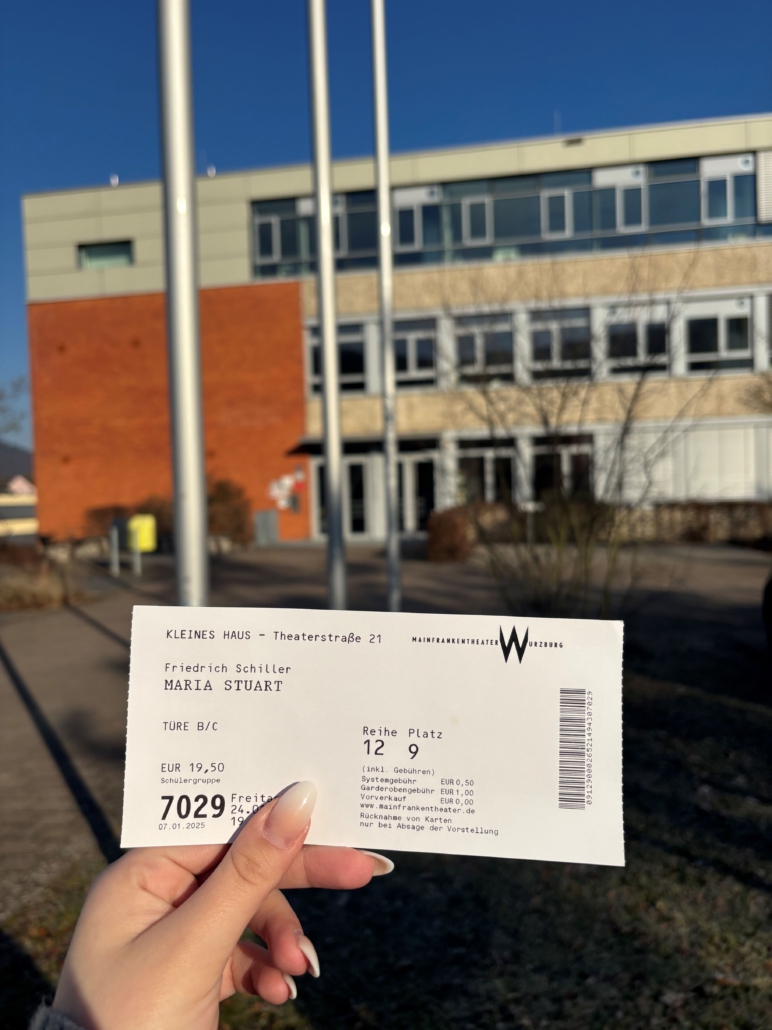 KLEINES HAUS – Theaterstraße 21
MAINFRANKENTHEATER WÜRZBURG
Friedrich Schiller
MARIA STUART
TÜRE B/C
Reihe Platz
12 9
EUR 19,50
Schülergruppe
(inkl. Gebühren)
Systemgebühr EUR 0,50
Garderobengebühr EUR 1,00
Vorverkauf EUR 0,00
www.mainfrankentheater.de
Rücknahme von Karten
nur bei Absage der Vorstellung
7029
07.01.2025